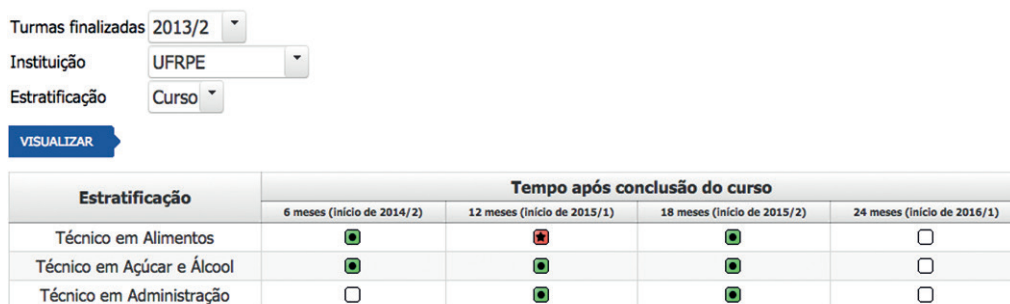 Turmas finalizadas 2013/2
Instituição UFRPE
Estratificação Curso
VISUALIZAR
Estratificação
Tempo após conclusão do curso
6 meses (início de 2014/2) 12 meses (início de 2015/1) 18 meses (início de 2015/2) 24 meses (início de 2016/1)
Técnico em Alimentos
Técnico em Açúcar e Álcool
Técnico em Administração